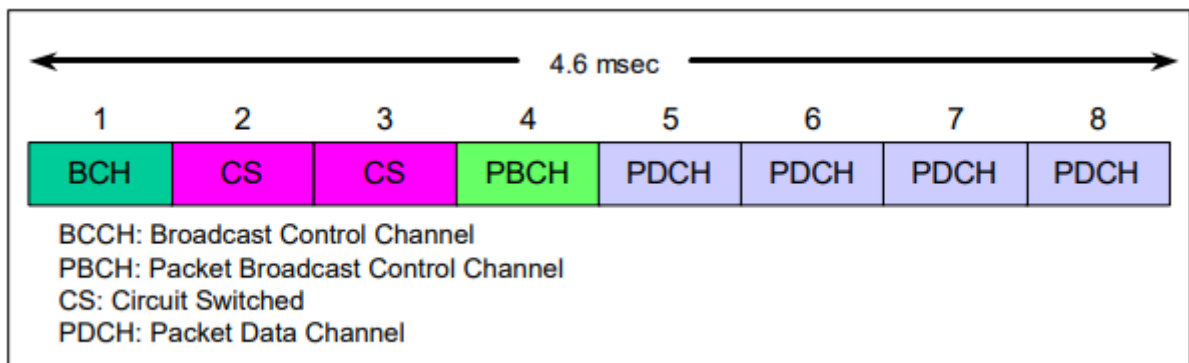 4.6 msec
1 2 3 4 5 6 7 8
BCH CS CS PBCH PDCH PDCH PDCH PDCH
BCCH: Broadcast Control Channel
PBCH: Packet Broadcast Control Channel
CS: Circuit Switched
PDCH: Packet Data Channel